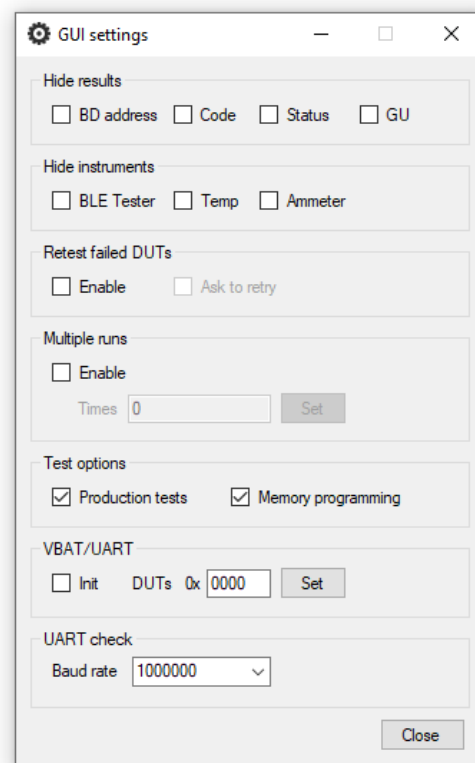 GUI settings
Hide results
BD address Code Status GU
Hide instruments
BLE Tester Temp Ammeter
Retest failed DUTs
Enable Ask to retry
Multiple runs
Enable
Times 0 Set
Test options
Production tests Memory programming
VBAT/UART
Init DUTs 0x 0000 Set
UART check
Baud rate 1000000
Close